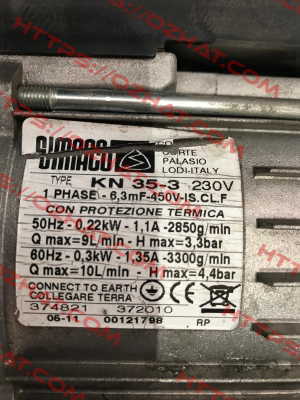 HTTPS://OZHAT.COM
SIMACO
CORTE
PALASIO
LODI-ITALY
TYPE KN 35-3 230V
1 PHASE\ - 6,3mF-450V-IS.CL.F
CON PROTEZIONE TERMICA
50Hz - 0,22kW - 1,1A -2850g/min
Q max=9L/min - H max=3,3bar
60Hz - 0,3kW - 1,35A -3300g/min
Q max=10L/min - H max=4,4bar
CONNECT TO EARTH
COLLEGARE TERRA
CE
374821 372010
05-11 00121798 RP